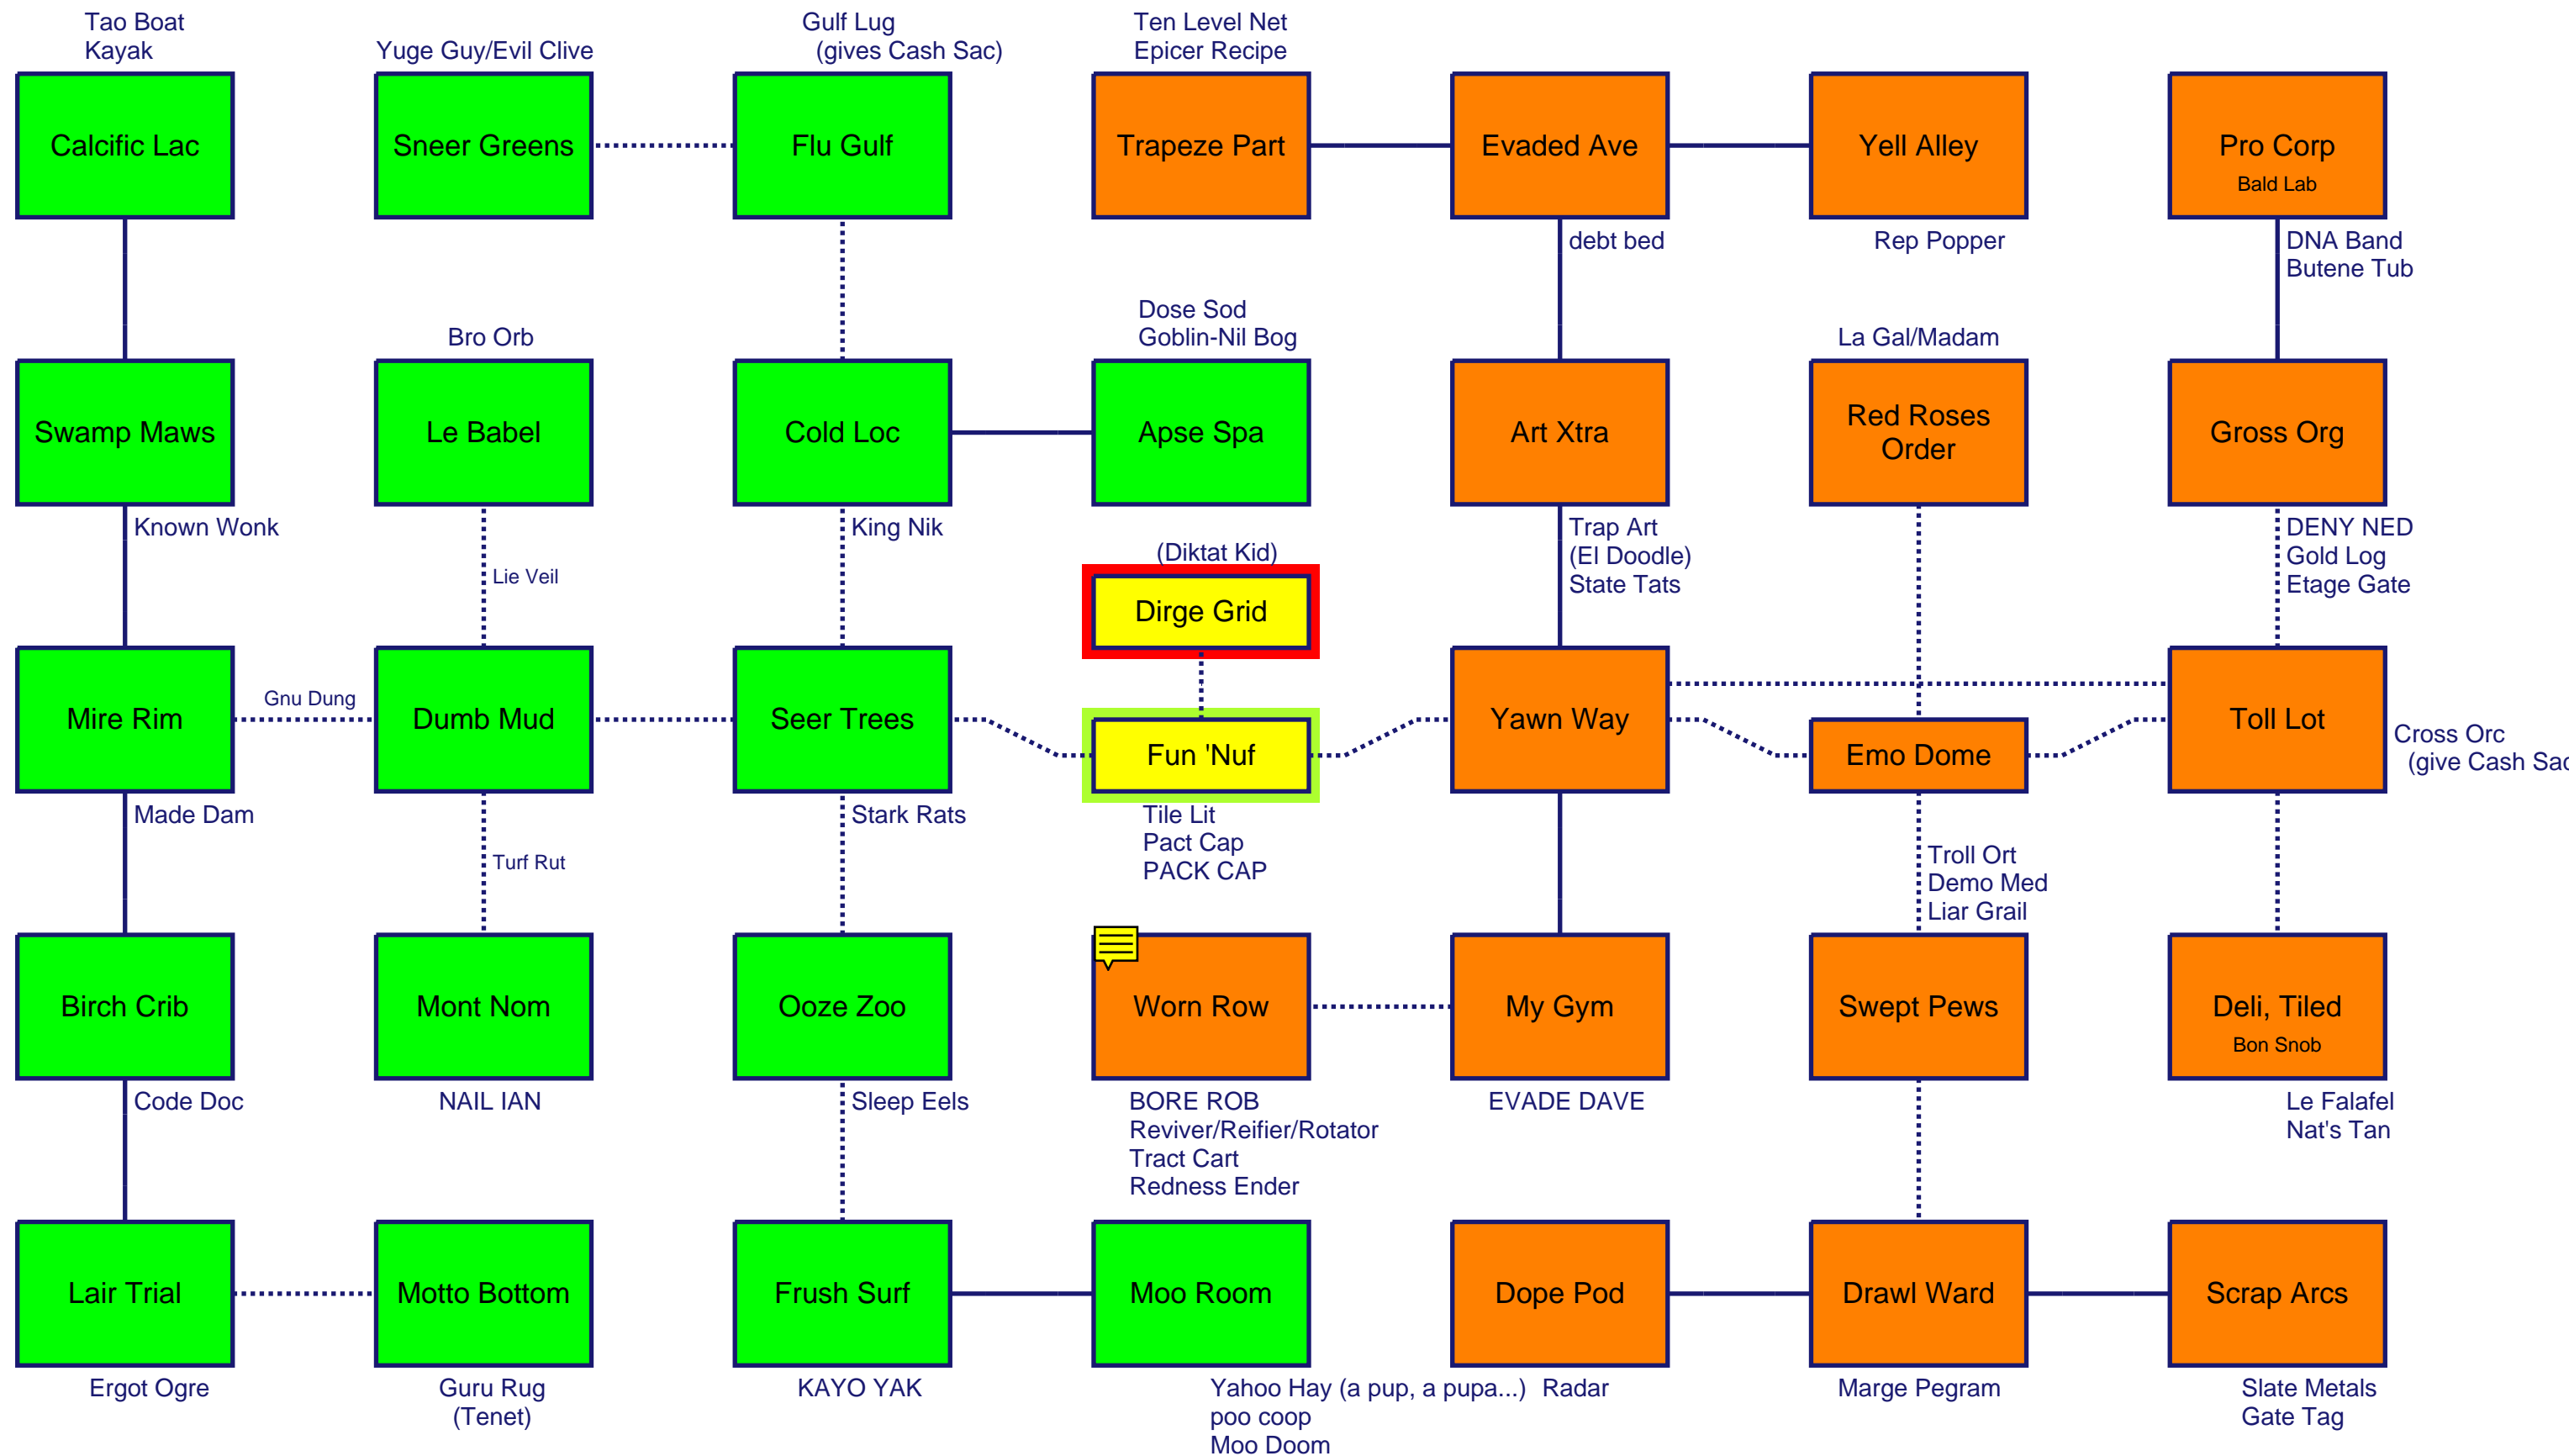 Tao Boat
Kayak
Yuge Guy/Evil Clive
Gulf Lug
(gives Cash Sac)
Ten Level Net
Epicer Recipe
Calcific Lac
Sneer Greens
Flu Gulf
Trapeze Part
Evaded Ave
Yell Alley
Pro Corp
Bald Lab
debt bed
Rep Popper
DNA Band
Butene Tub
Bro Orb
Dose Sod
Goblin-Nil Bog
La Gal/Madam
Swamp Maws
Le Babel
Cold Loc
Apse Spa
Art Xtra
Red Roses
Order
Gross Org
Known Wonk
Lie Veil
King Nik
(Diktat Kid)
Trap Art
(El Doodle)
State Tats
DENY NED
Gold Log
Etage Gate
Dirge Grid
Mire Rim
Gnu Dung
Dumb Mud
Seer Trees
Fun 'Nuf
Yawn Way
Emo Dome
Toll Lot
Cross Orc
(give Cash Sac
Made Dam
Turf Rut
Stark Rats
Tile Lit
Pact Cap
PACK CAP
Troll Ort
Demo Med
Liar Grail
Birch Crib
Mont Nom
Ooze Zoo
Worn Row
My Gym
Swept Pews
Deli, Tiled
Bon Snob
Code Doc
NAIL IAN
Sleep Eels
BORE ROB
Reviver/Reifier/Rotator
Tract Cart
Redness Ender
EVADE DAVE
Le Falafel
Nat's Tan
Lair Trial
Motto Bottom
Frush Surf
Moo Room
Dope Pod
Drawl Ward
Scrap Arcs
Ergot Ogre
Guru Rug
(Tenet)
KAYO YAK
Yahoo Hay (a pup, a pupa...)
poo coop
Moo Doom
Radar
Marge Pegram
Slate Metals
Gate Tag